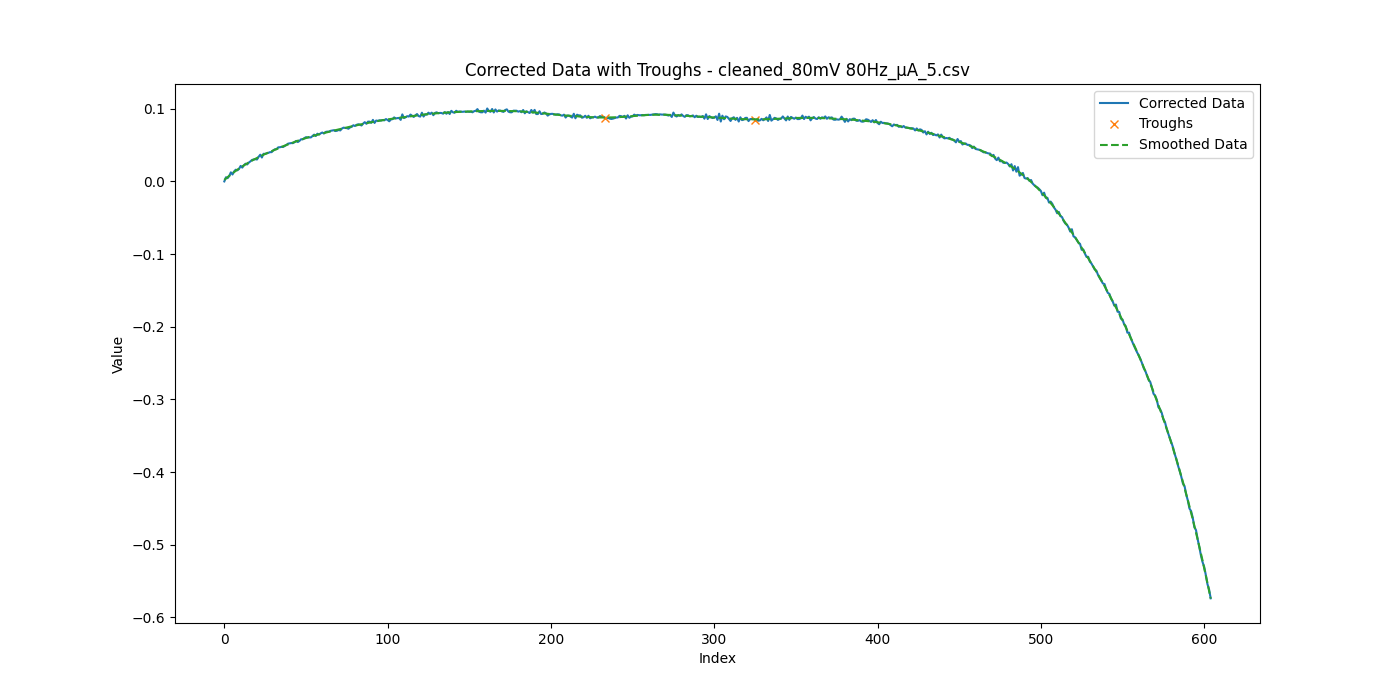 Corrected Data with Troughs - cleaned_80mV 80Hz_µA_5.csv
Corrected Data
Troughs
Smoothed Data
Value
0.1
0.0
−0.1
−0.2
−0.3
−0.4
−0.5
−0.6
0 100 200 300 400 500 600
Index